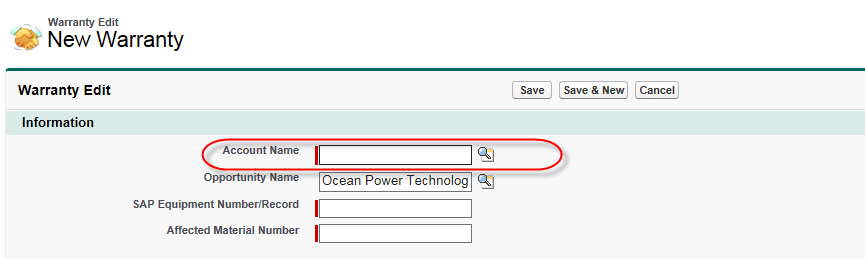 Warranty Edit
New Warranty
Warranty Edit
Save
Save & New
Cancel
Information
Account Name
Opportunity Name
Ocean Power Technolog
SAP Equipment Number/Record
Affected Material Number